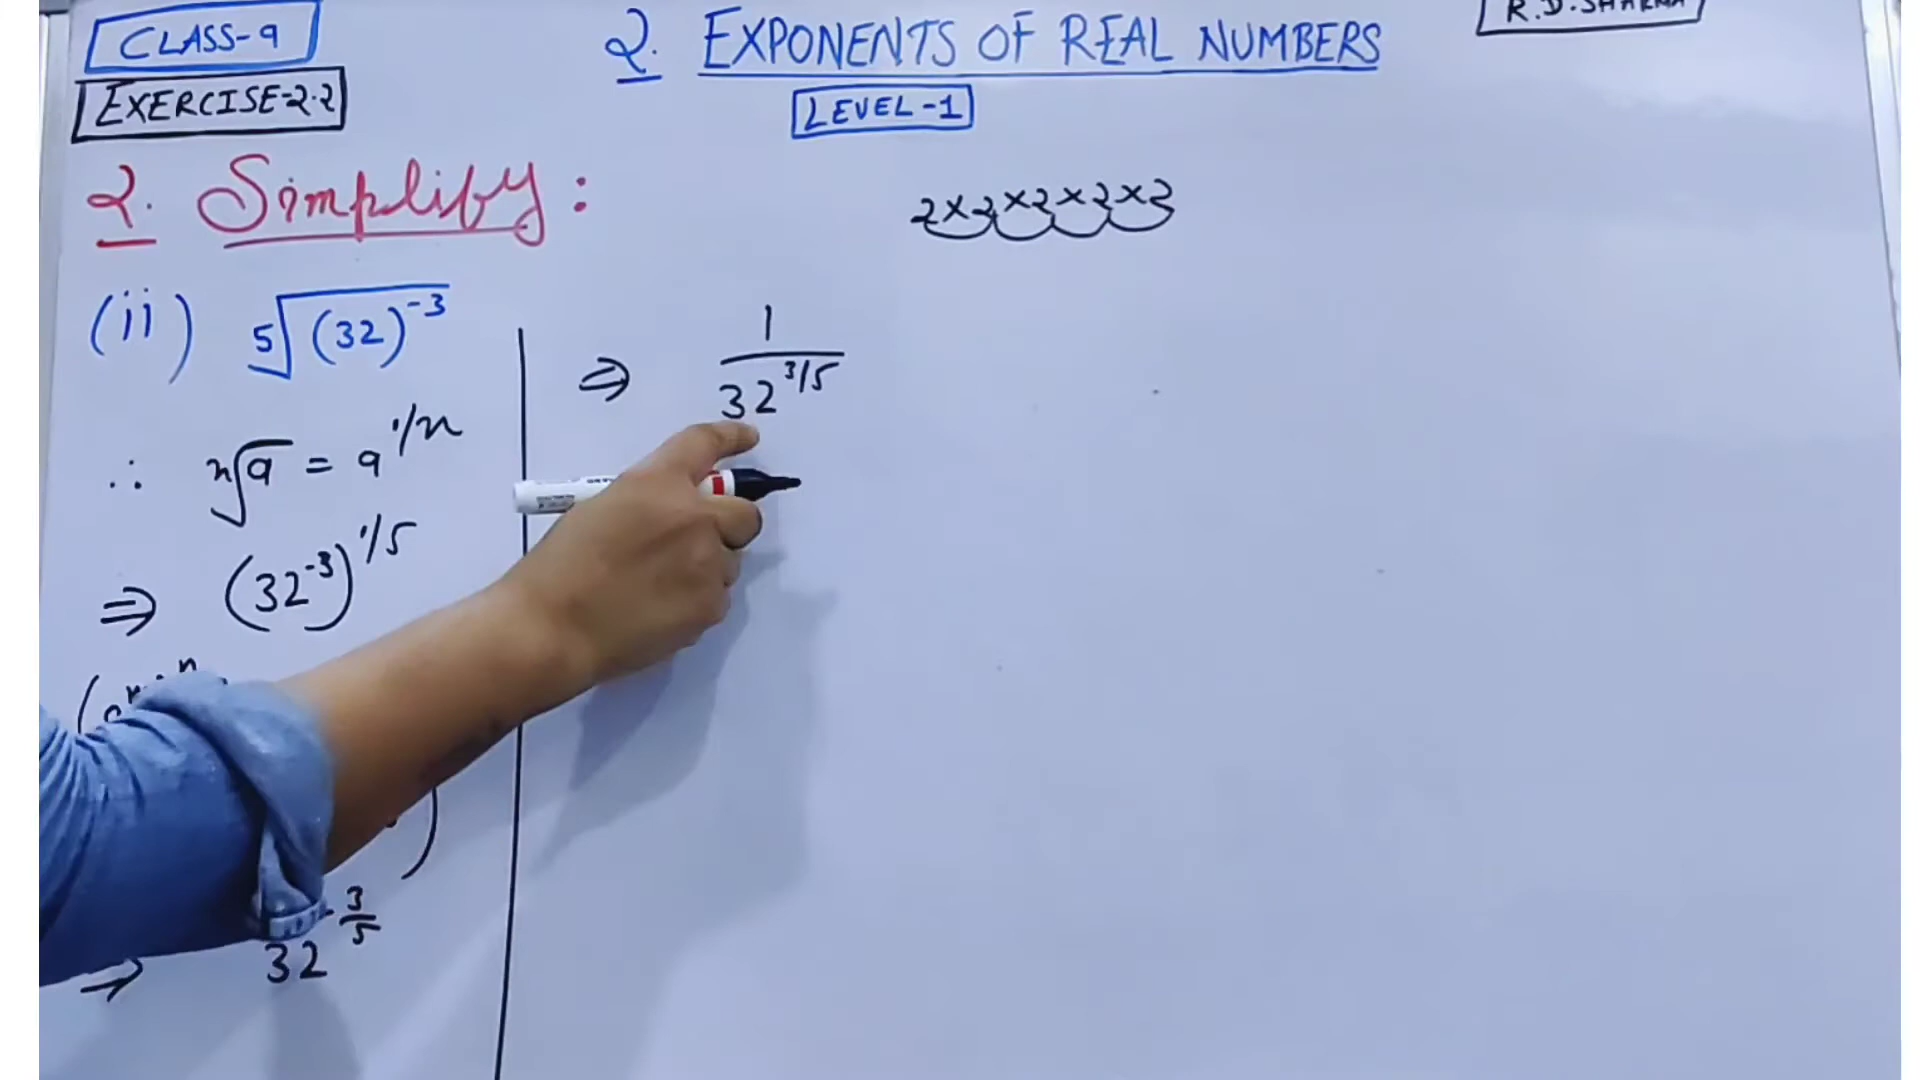 CLASS-9
EXERCISE-2.2
2. EXPONENTS OF REAL NUMBERS
LEVEL-1
R.D.SHARMA
2. Simplify:
2×2×2×2×2
(ii) ⁵√(32)⁻³
∴ ⁿ√a = a^1/n
⇒ (32⁻³)^1/5
⇒ 32^-3/5
⇒ 1/32^3/5